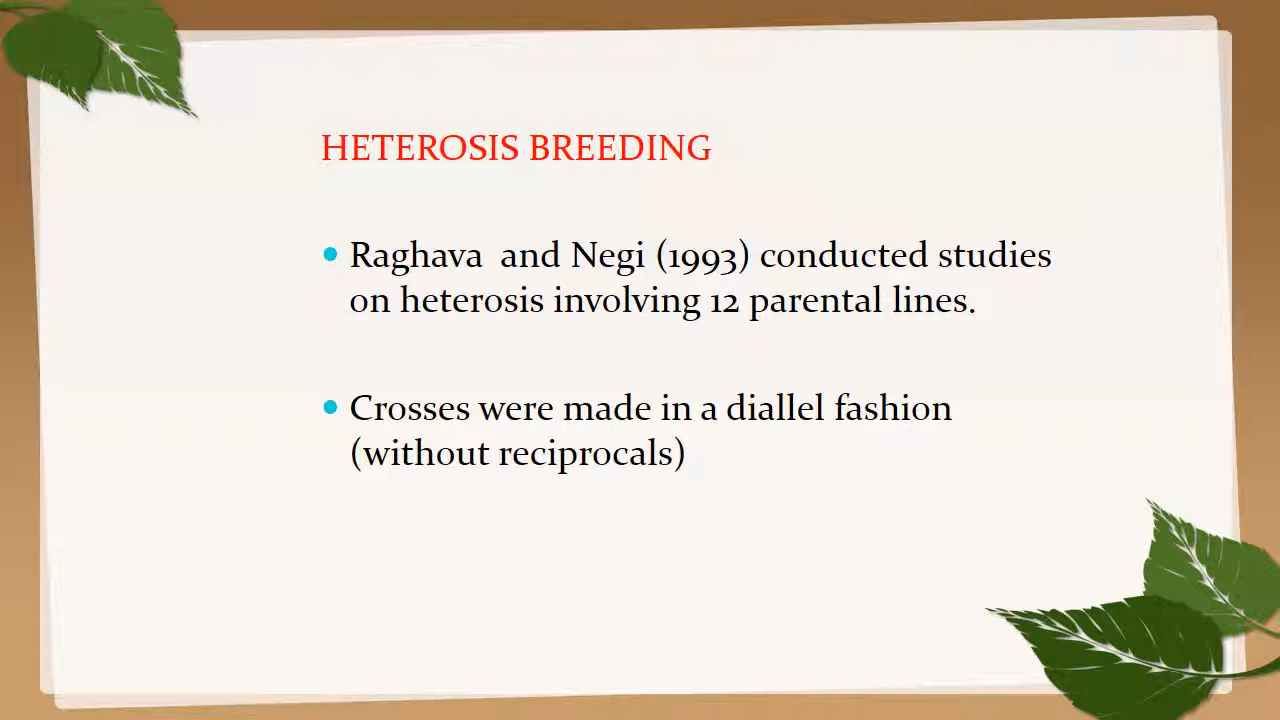 HETEROSIS BREEDING
• Raghava and Negi (1993) conducted studies
on heterosis involving 12 parental lines.
• Crosses were made in a diallel fashion
(without reciprocals)